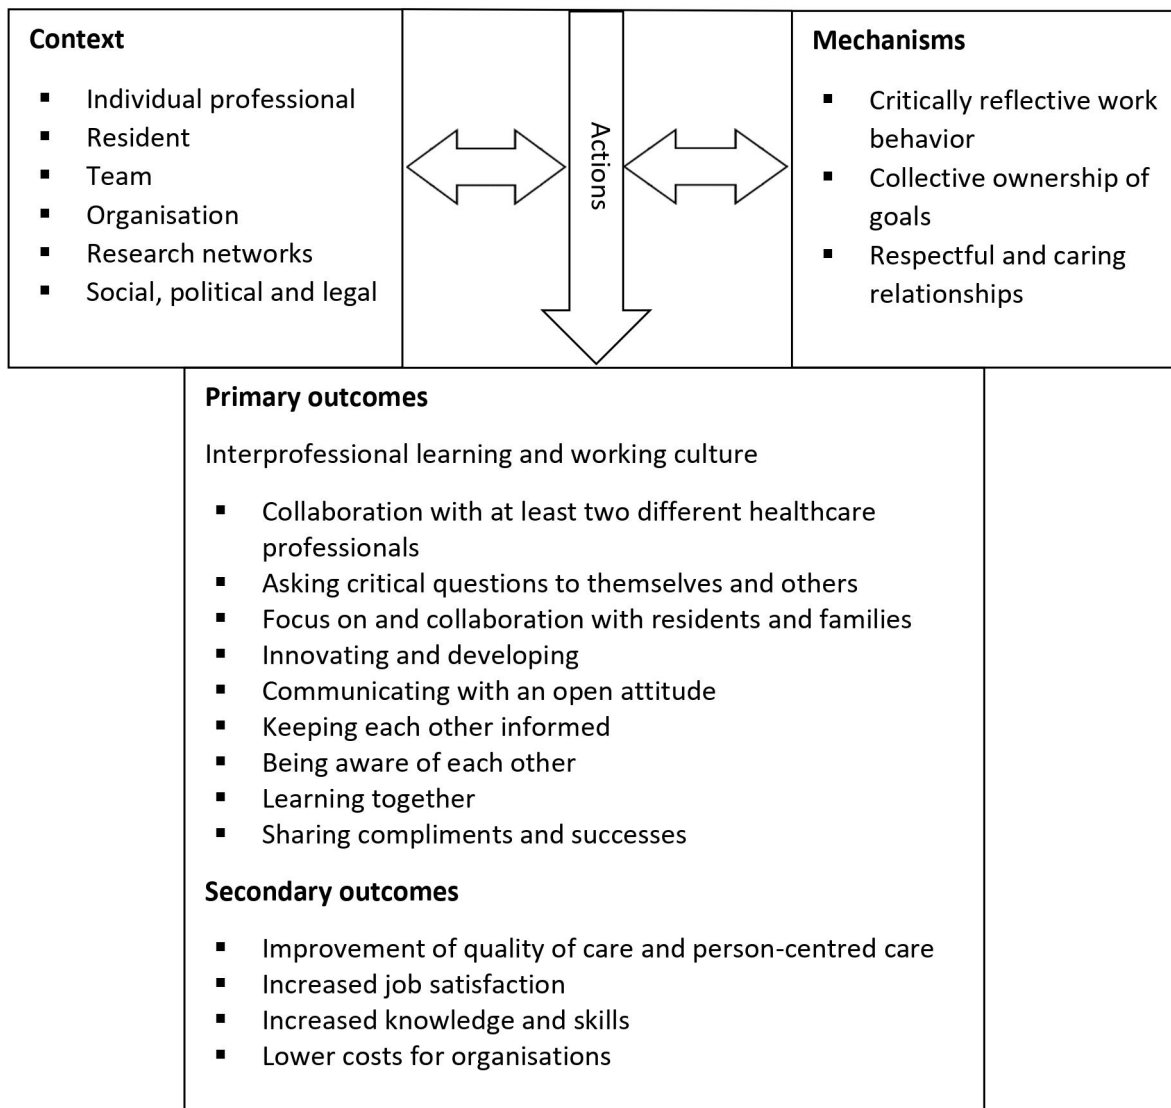 Context
▪ Individual professional
▪ Resident
▪ Team
▪ Organisation
▪ Research networks
▪ Social, political and legal
Actions
Mechanisms
▪ Critically reflective work
behavior
▪ Collective ownership of
goals
▪ Respectful and caring
relationships
Primary outcomes
Interprofessional learning and working culture
▪ Collaboration with at least two different healthcare
professionals
▪ Asking critical questions to themselves and others
▪ Focus on and collaboration with residents and families
▪ Innovating and developing
▪ Communicating with an open attitude
▪ Keeping each other informed
▪ Being aware of each other
▪ Learning together
▪ Sharing compliments and successes
Secondary outcomes
▪ Improvement of quality of care and person-centred care
▪ Increased job satisfaction
▪ Increased knowledge and skills
▪ Lower costs for organisations